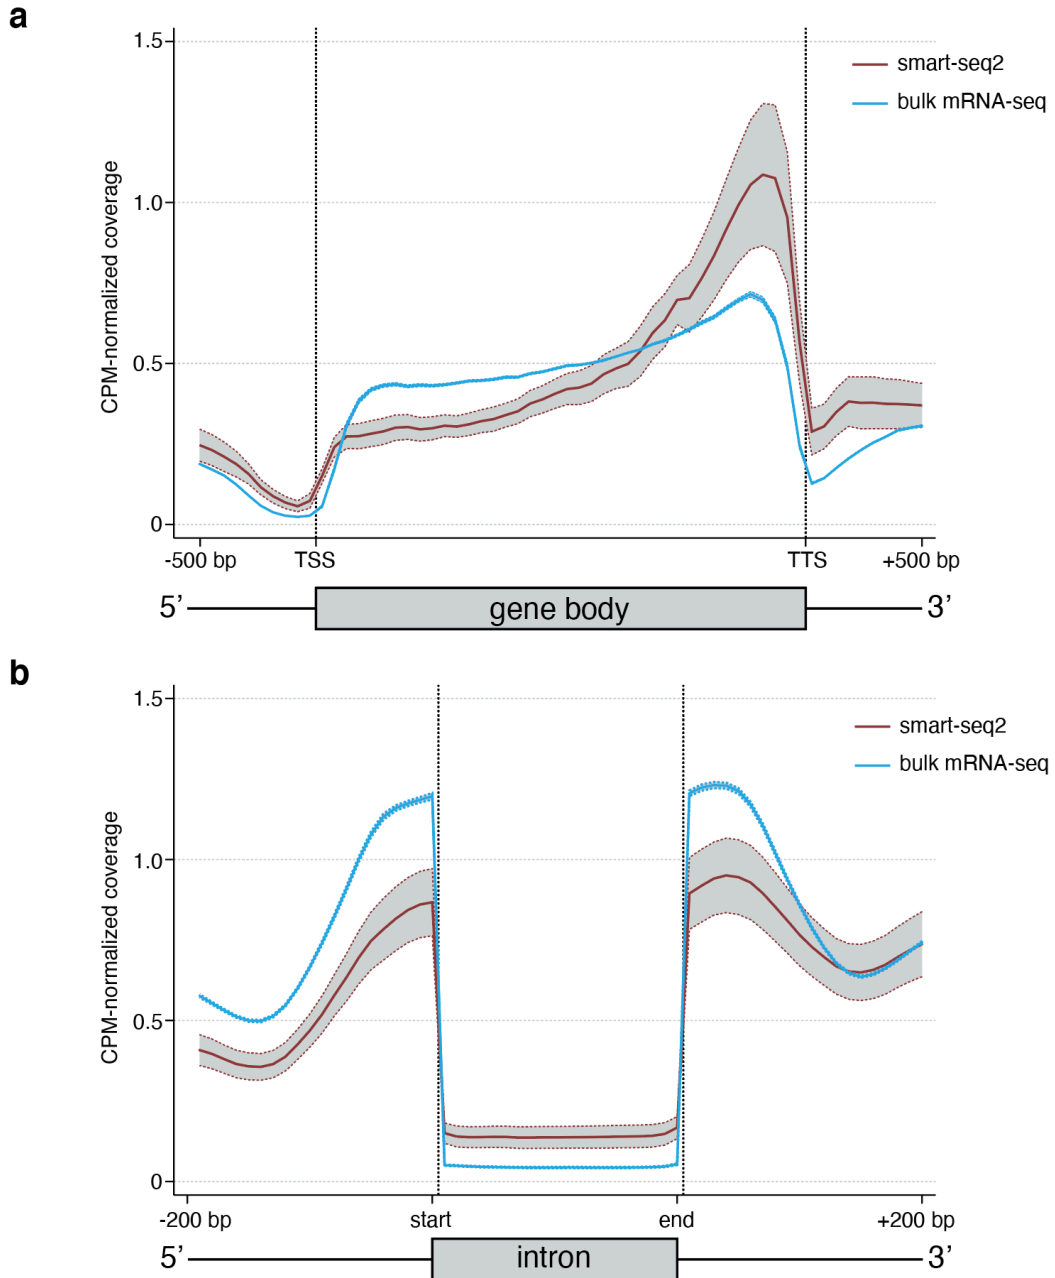 a
1.5
smart-seq2
bulk mRNA-seq
CPM-normalized coverage
1.0
0.5
0
-500 bp TSS TTS +500 bp
5’ gene body 3’
b
1.5
smart-seq2
bulk mRNA-seq
CPM-normalized coverage
1.0
0.5
0
-200 bp start end +200 bp
5’ intron 3’